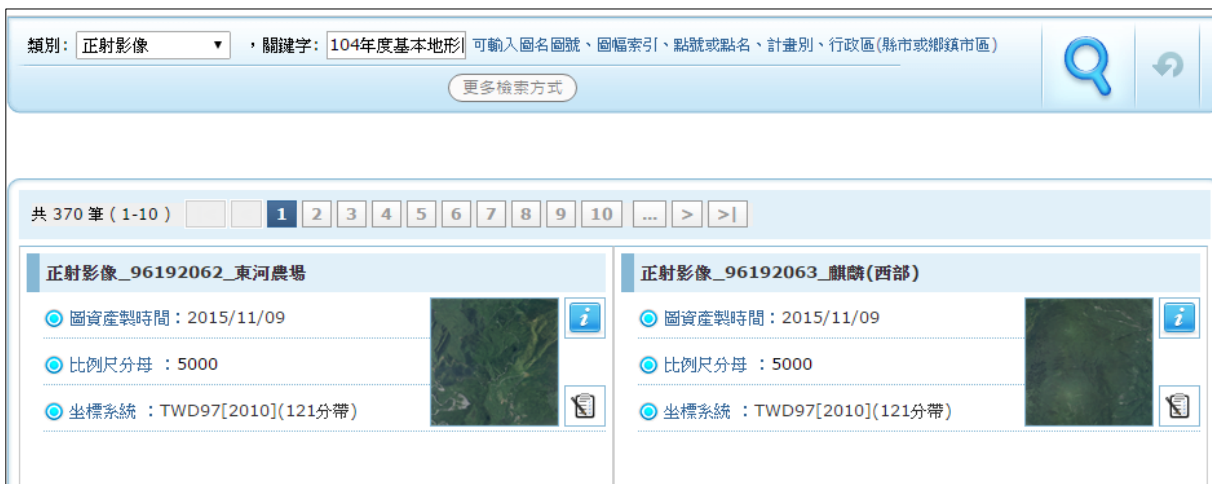 類別: 正射影像 ，關鍵字: 104年度基本地形 可輸入圖名圖號、圖幅索引、點號或點名、計畫別、行政區(縣市或鄉鎮市區)
更多檢索方式
共 370 筆 ( 1-10 ) 1 2 3 4 5 6 7 8 9 10 ... > >|
正射影像_96192062_東河農場
圖資產製時間：2015/11/09
比例尺分母 ：5000
坐標系統 ：TWD97[2010](121分帶)
正射影像_96192063_麒麟(西部)
圖資產製時間：2015/11/09
比例尺分母 ：5000
坐標系統 ：TWD97[2010](121分帶)